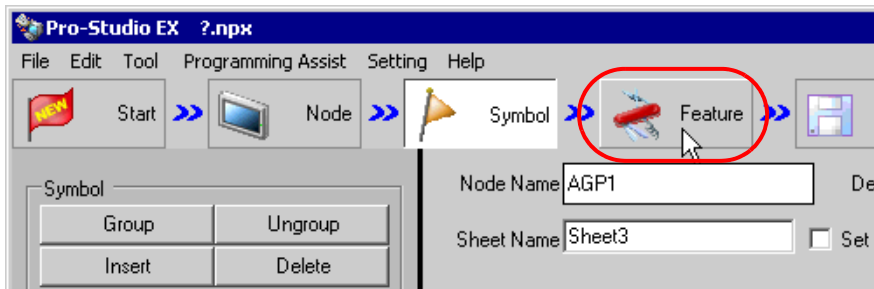 Pro-Studio EX ?.npx
File Edit Tool Programming Assist Setting Help
NEW Start Node Symbol Feature
Symbol
Node Name AGP1 De
Group Ungroup
Sheet Name Sheet3 Set
Insert Delete